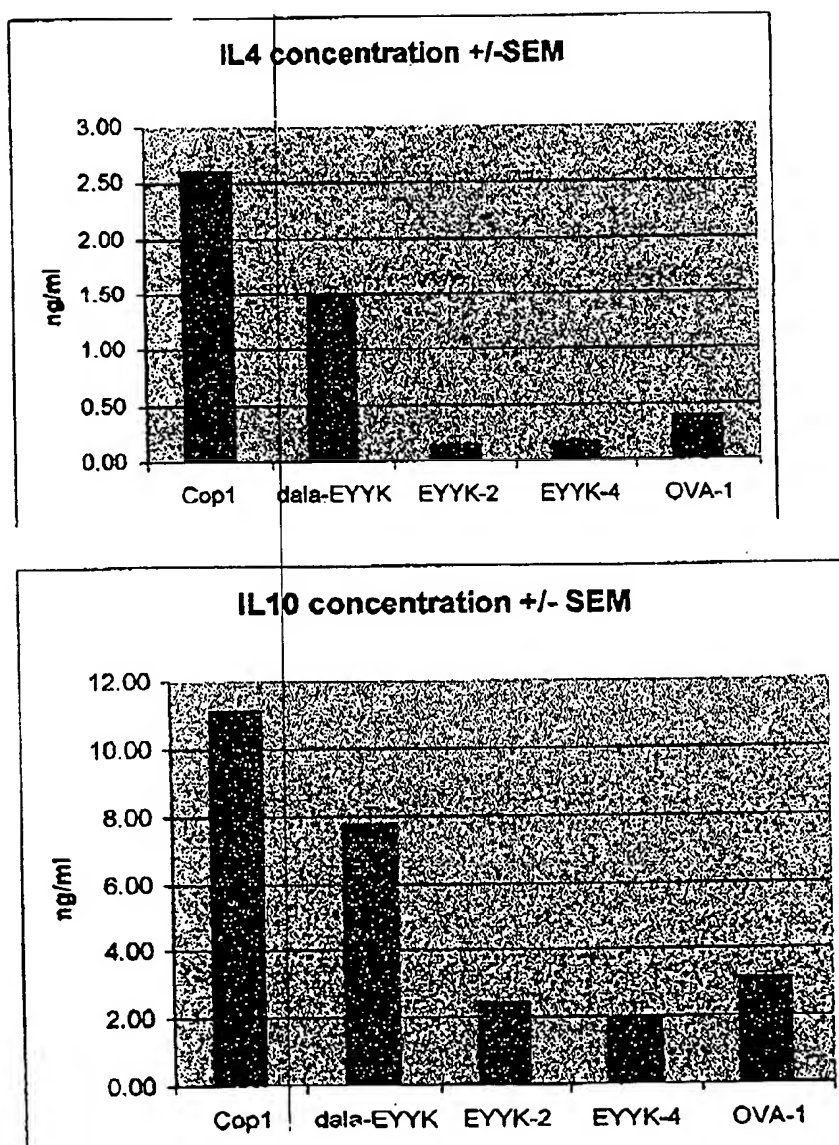 IL4 concentration +/-SEM
3.00
2.50
2.00
1.50
1.00
0.50
0.00
ng/ml
Cop1 dala-EYYK EYYK-2 EYYK-4 OVA-1
IL10 concentration +/- SEM
12.00
10.00
8.00
6.00
4.00
2.00
0.00
ng/ml
Cop1 dala-EYYK EYYK-2 EYYK-4 OVA-1